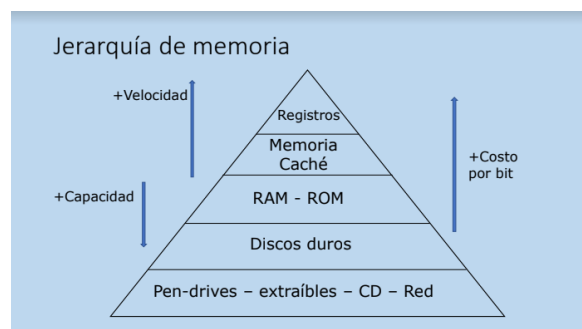 Jerarquía de memoria
+Velocidad
Registros
Memoria
Caché
+Costo
por bit
+Capacidad
RAM - ROM
Discos duros
Pen-drives – extraíbles – CD – Red